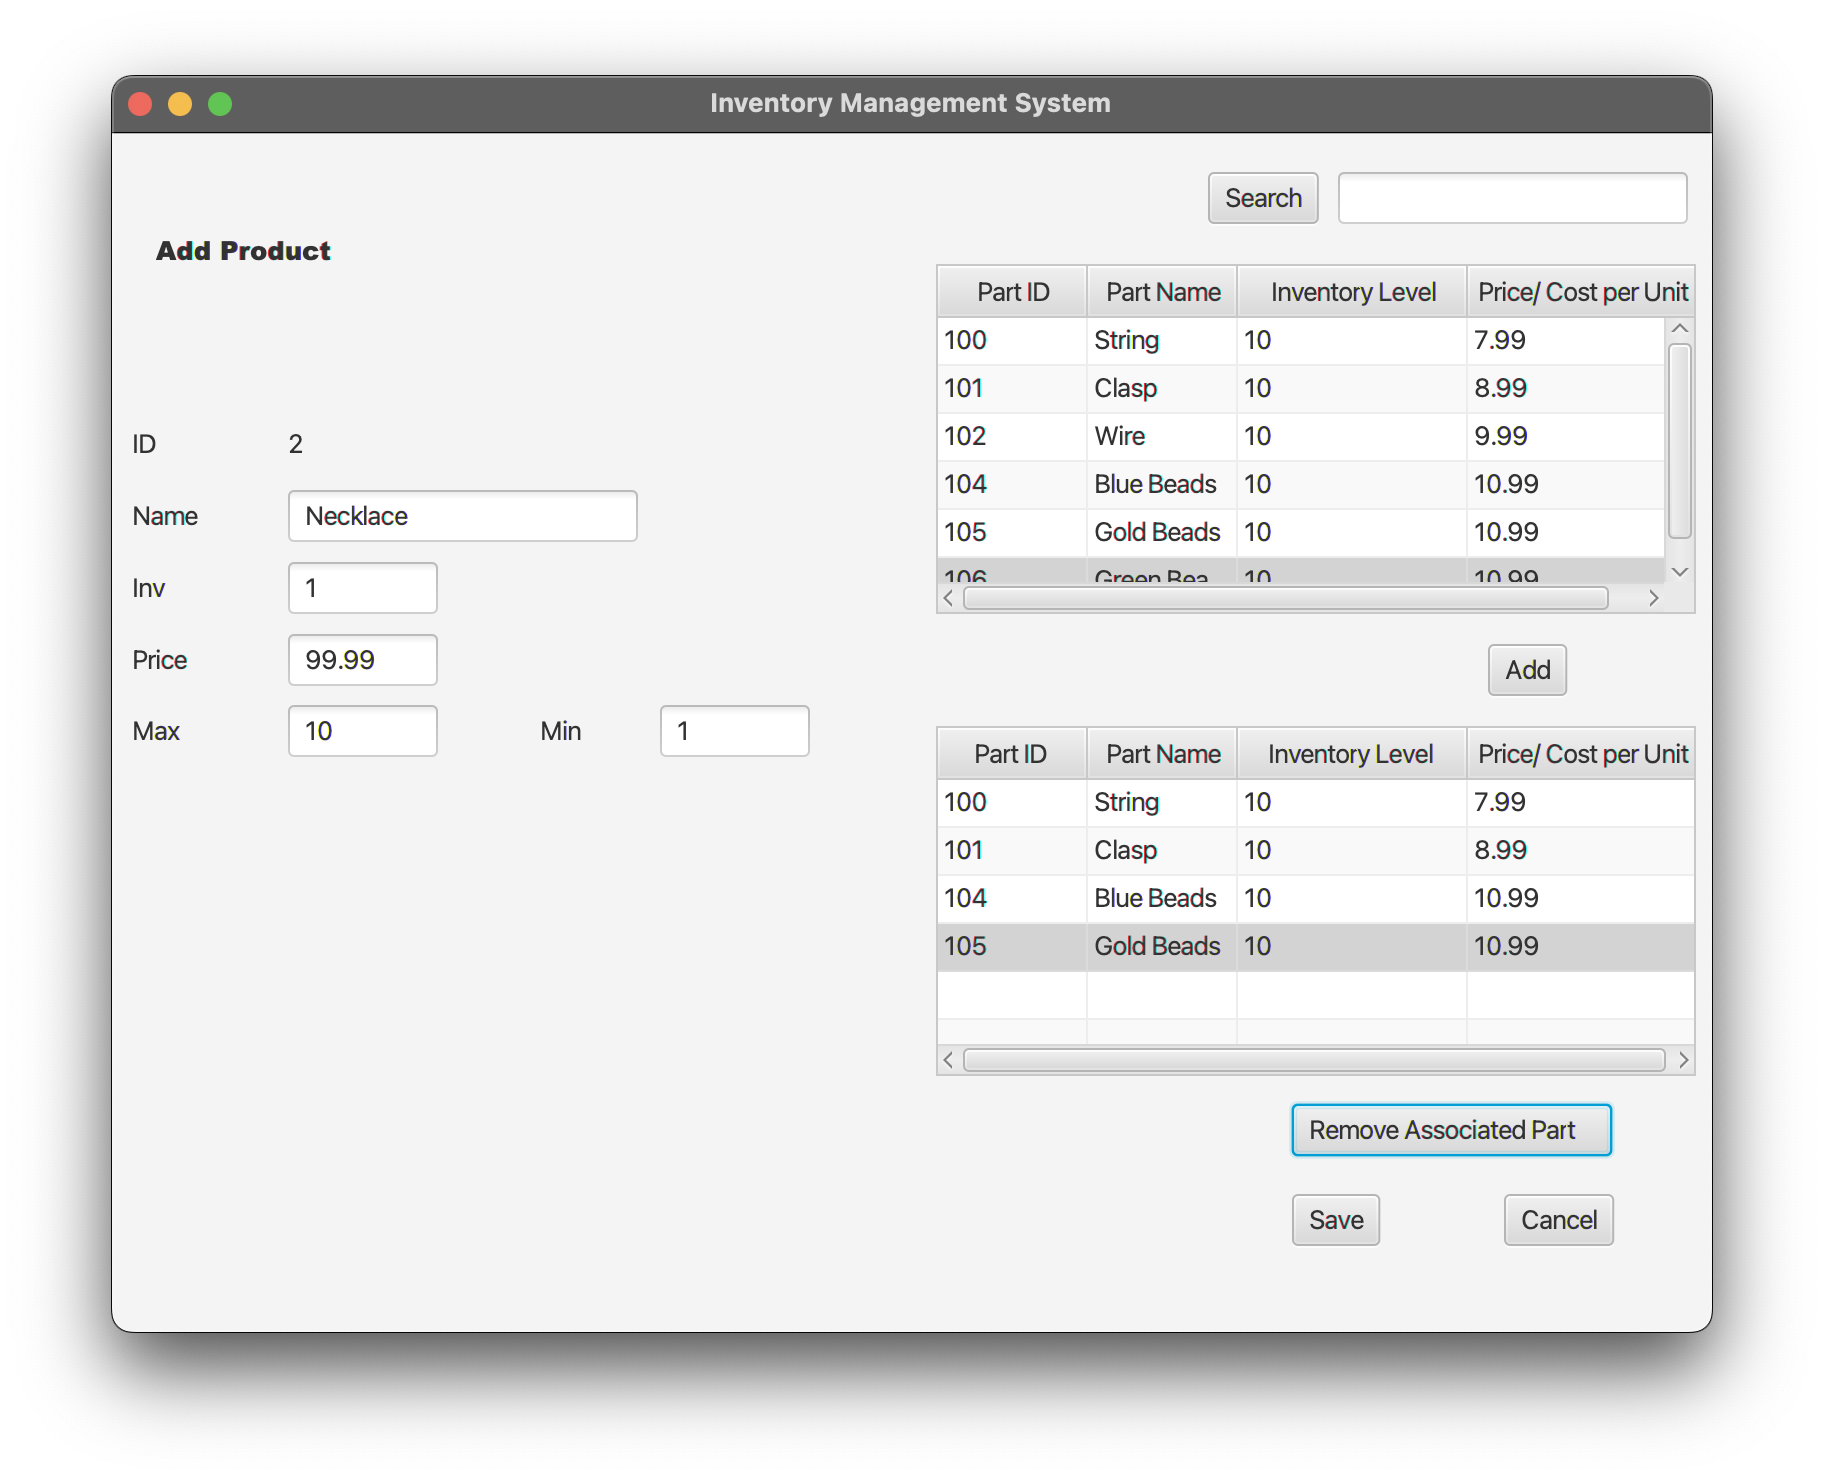 Inventory Management System
Search
Add Product
Part ID Part Name Inventory Level Price/ Cost per Unit
100 String 10 7.99
101 Clasp 10 8.99
102 Wire 10 9.99
104 Blue Beads 10 10.99
105 Gold Beads 10 10.99
106 Green Bea 10 10.99
ID 2
Name Necklace
Inv 1
Price 99.99
Max 10 Min 1
Add
Part ID Part Name Inventory Level Price/ Cost per Unit
100 String 10 7.99
101 Clasp 10 8.99
104 Blue Beads 10 10.99
105 Gold Beads 10 10.99
Remove Associated Part
Save Cancel